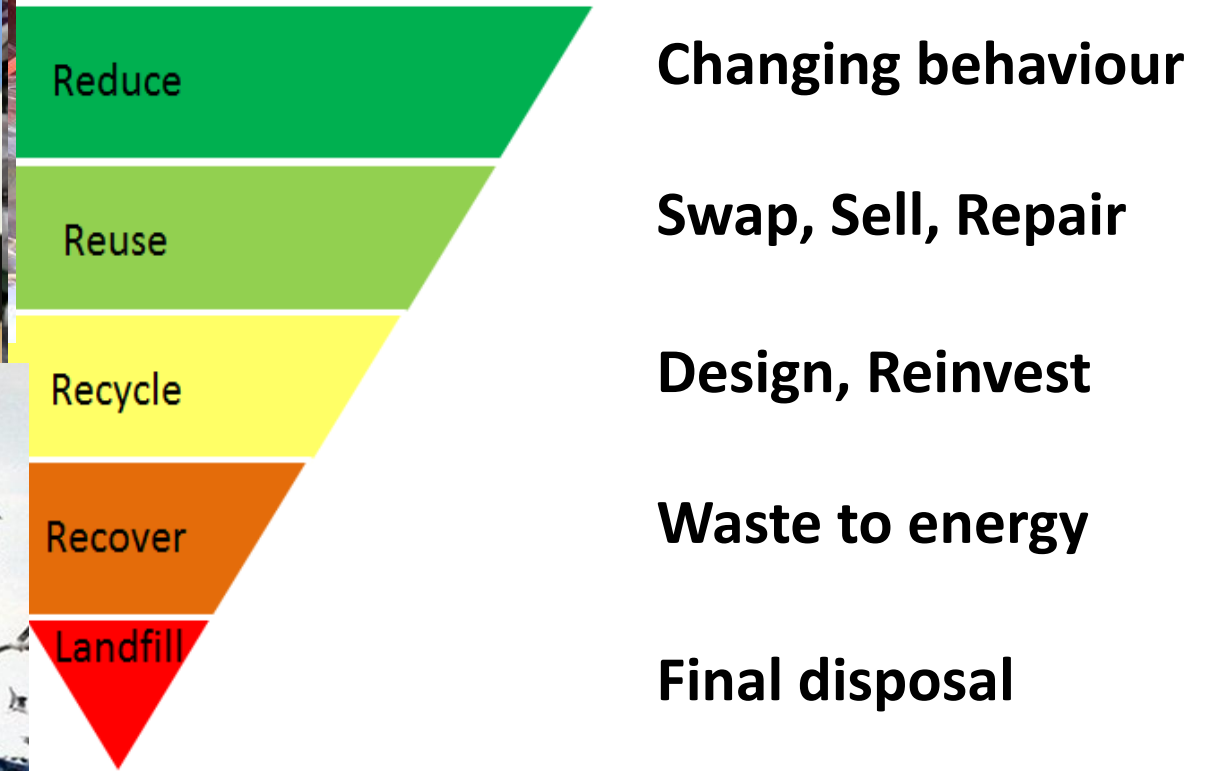 Reduce
Changing behaviour
Reuse
Swap, Sell, Repair
Recycle
Design, Reinvest
Recover
Waste to energy
Landfill
Final disposal